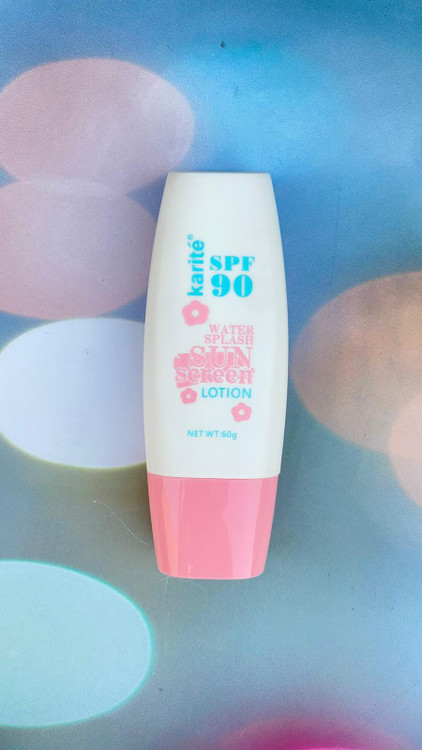 karité®
SPF
90
WATER
SPLASH
SUN
screen
LOTION
NET WT:60g